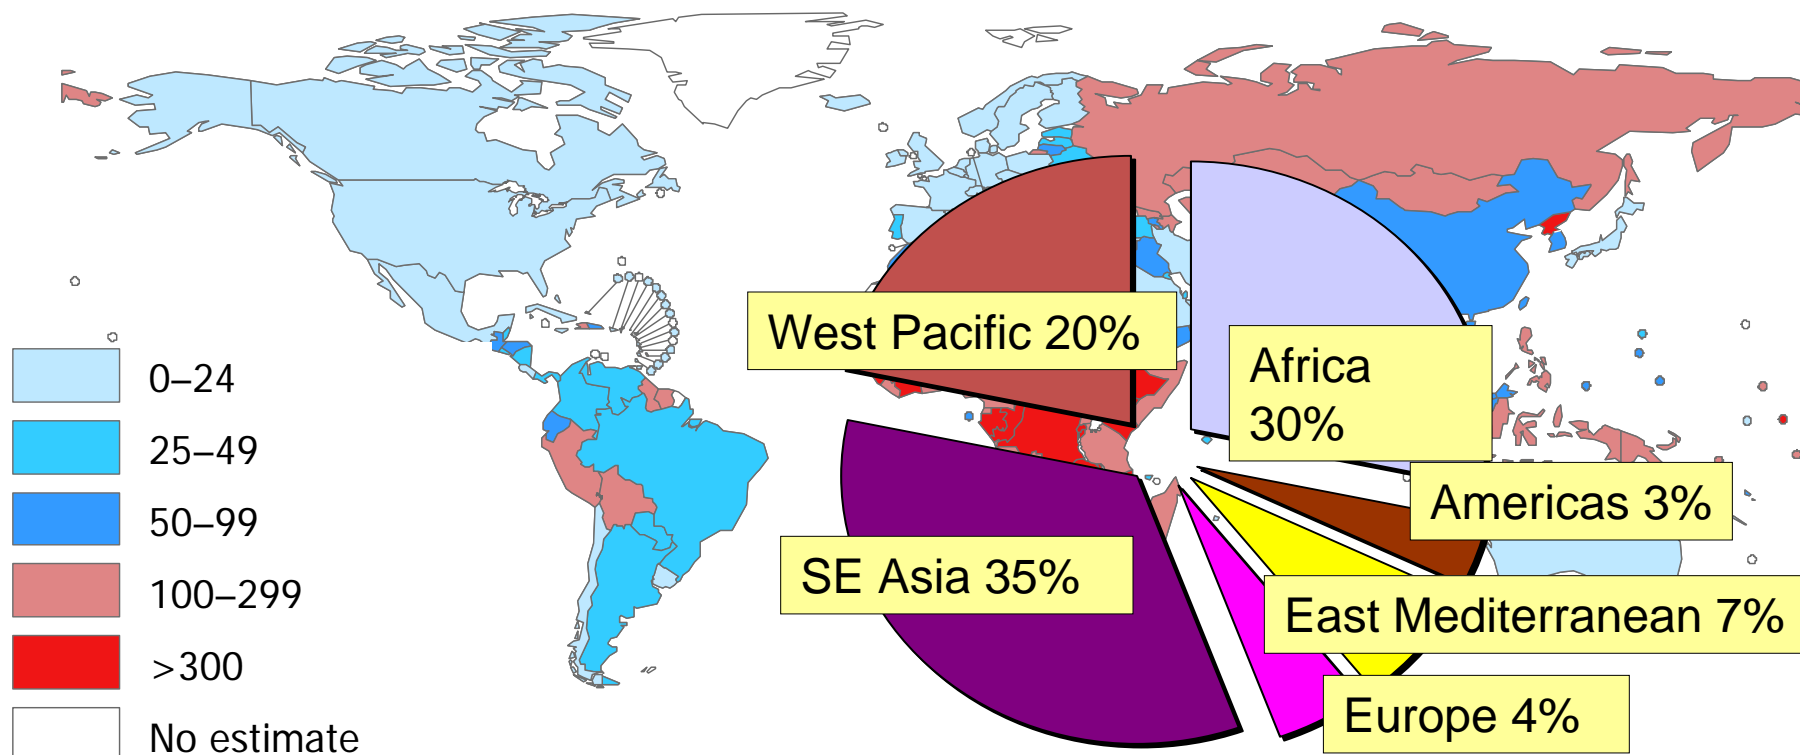 West Pacific 20%
Africa
30%
0–24
25–49
50–99
100–299
>300
No estimate
Americas 3%
SE Asia 35%
East Mediterranean 7%
Europe 4%